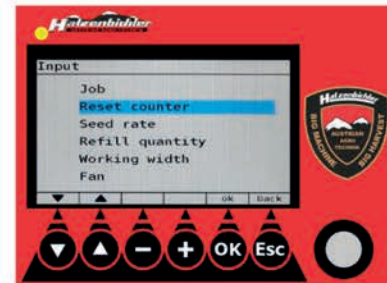 Hatzenbichler
Input
Job
Reset counter
Seed rate
Refill quantity
Working width
Fan
ok back
OK Esc
Hatzenbichler
BIG MACHINE
AUSTRIAN
AGRO
TECHNIK
BIG HARVEST